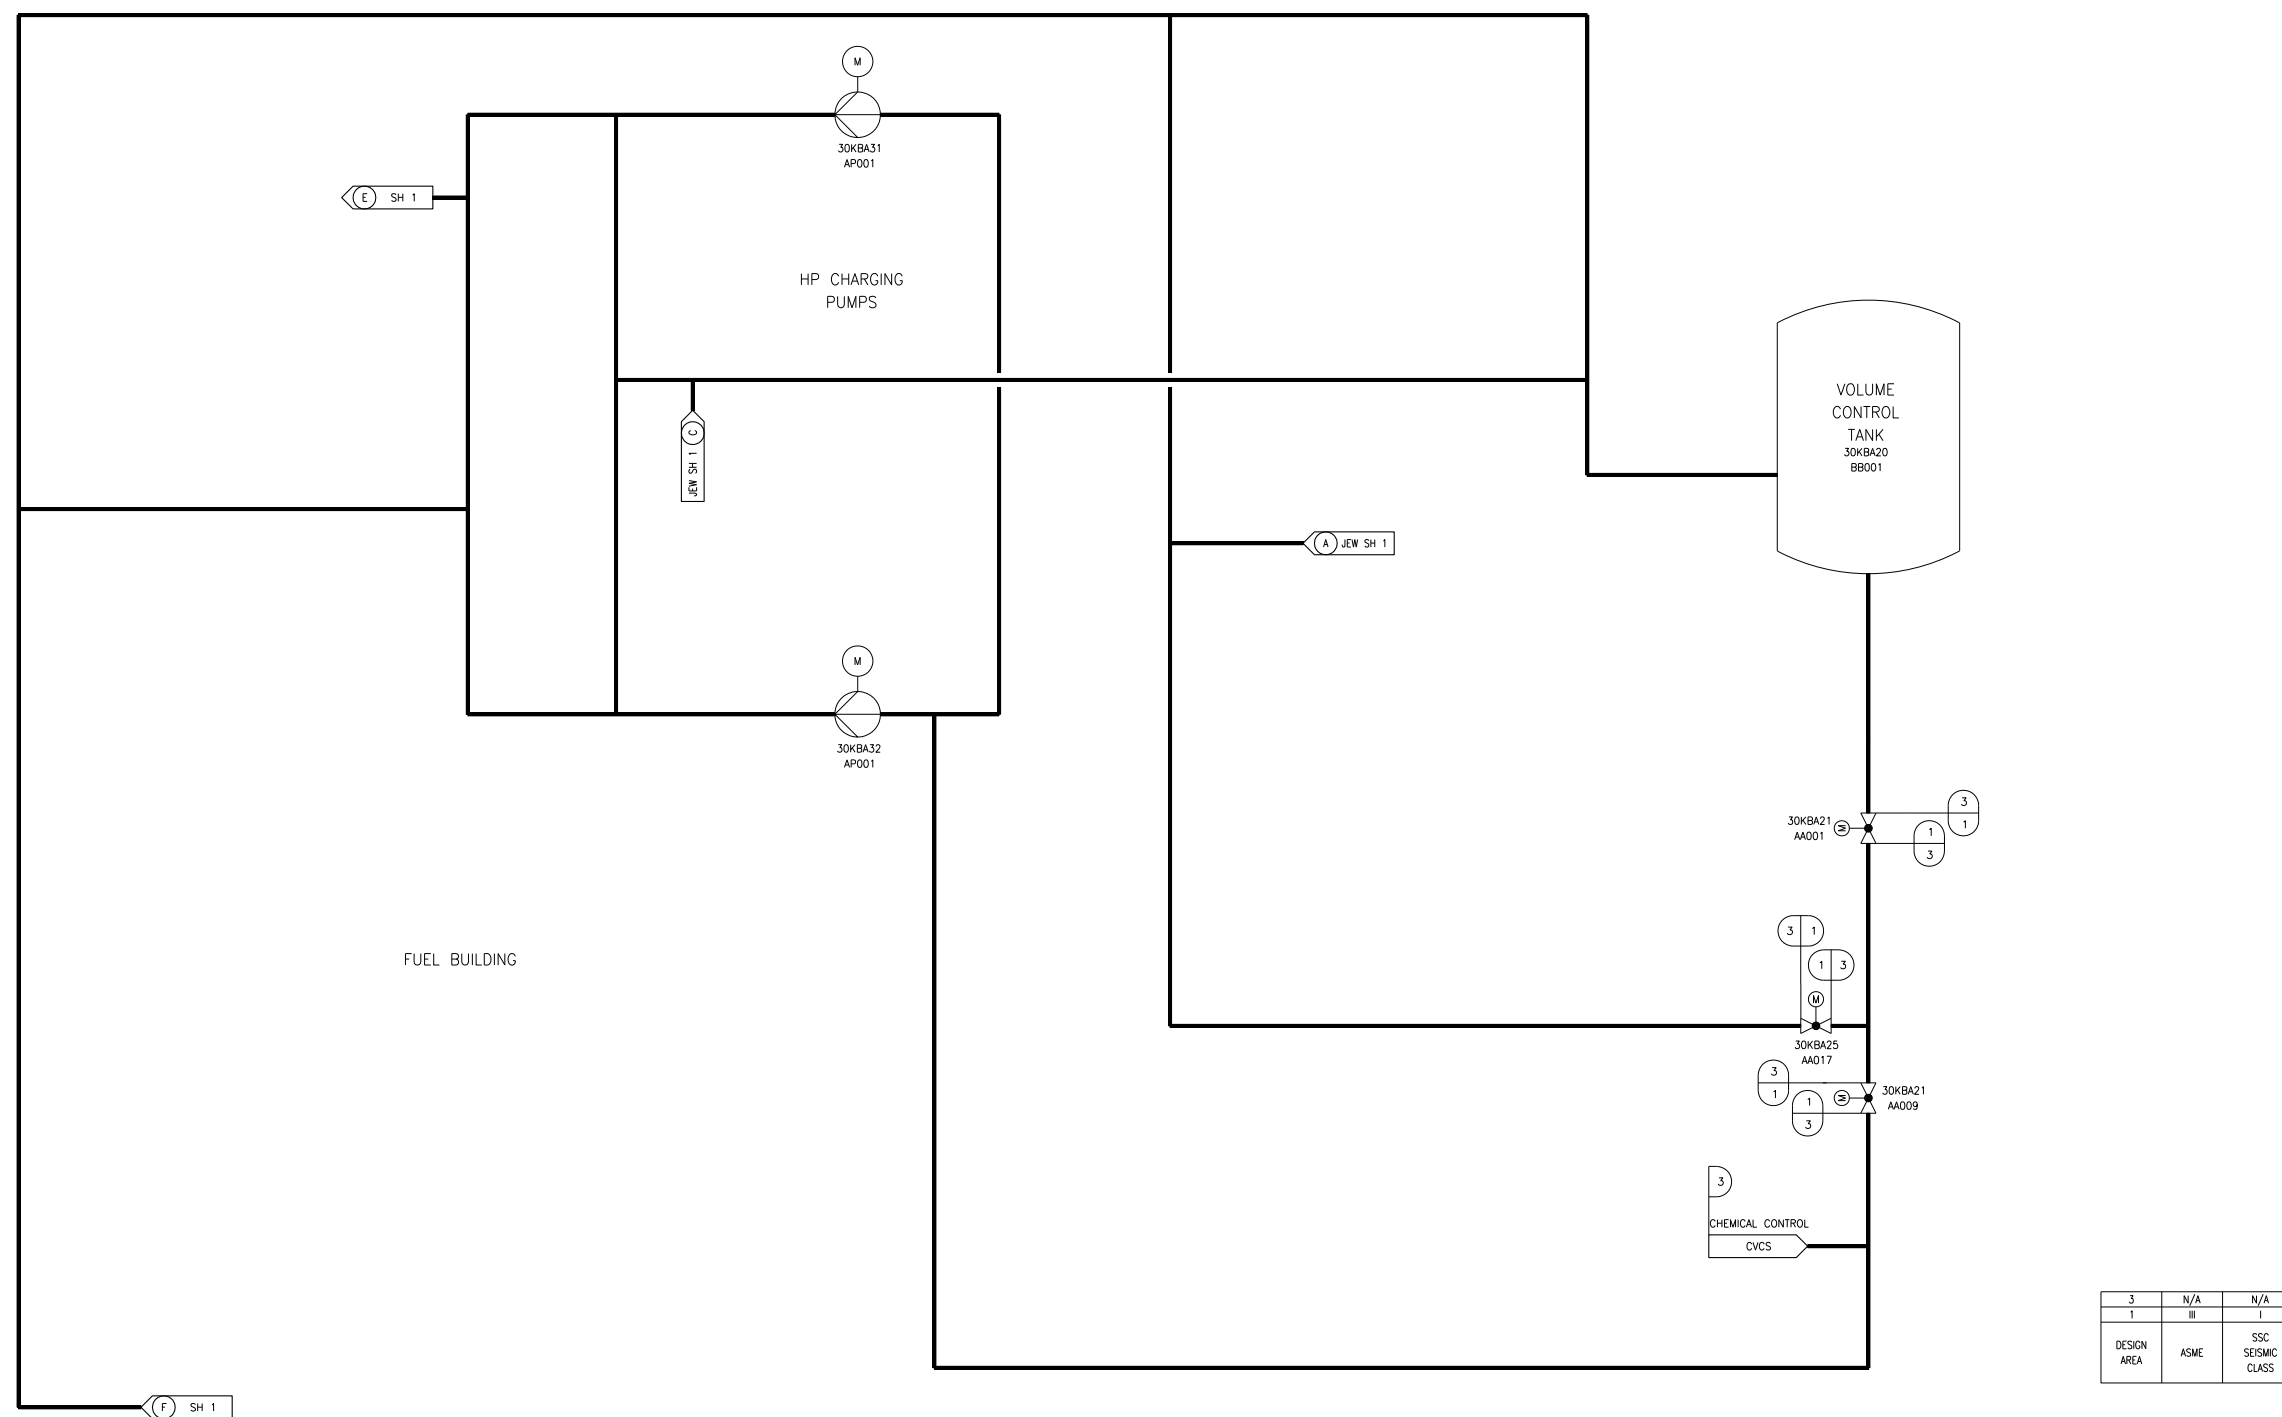 M
30KBA31
AP001
E SH 1
HP CHARGING
PUMPS
VOLUME
CONTROL
TANK
30KBA20
BB001
C
JEW SH 1
A JEW SH 1
M
30KBA32
AP001
3
1
30KBA21
AA001
M
1
3
3 1
1 3
M
30KBA25
AA017
FUEL BUILDING
3
1
M
30KBA21
AA009
1
3
3
CHEMICAL CONTROL
CVCS
3 N/A N/A
1 III I
DESIGN
AREA
ASME
SSC
SEISMIC
CLASS
F SH 1